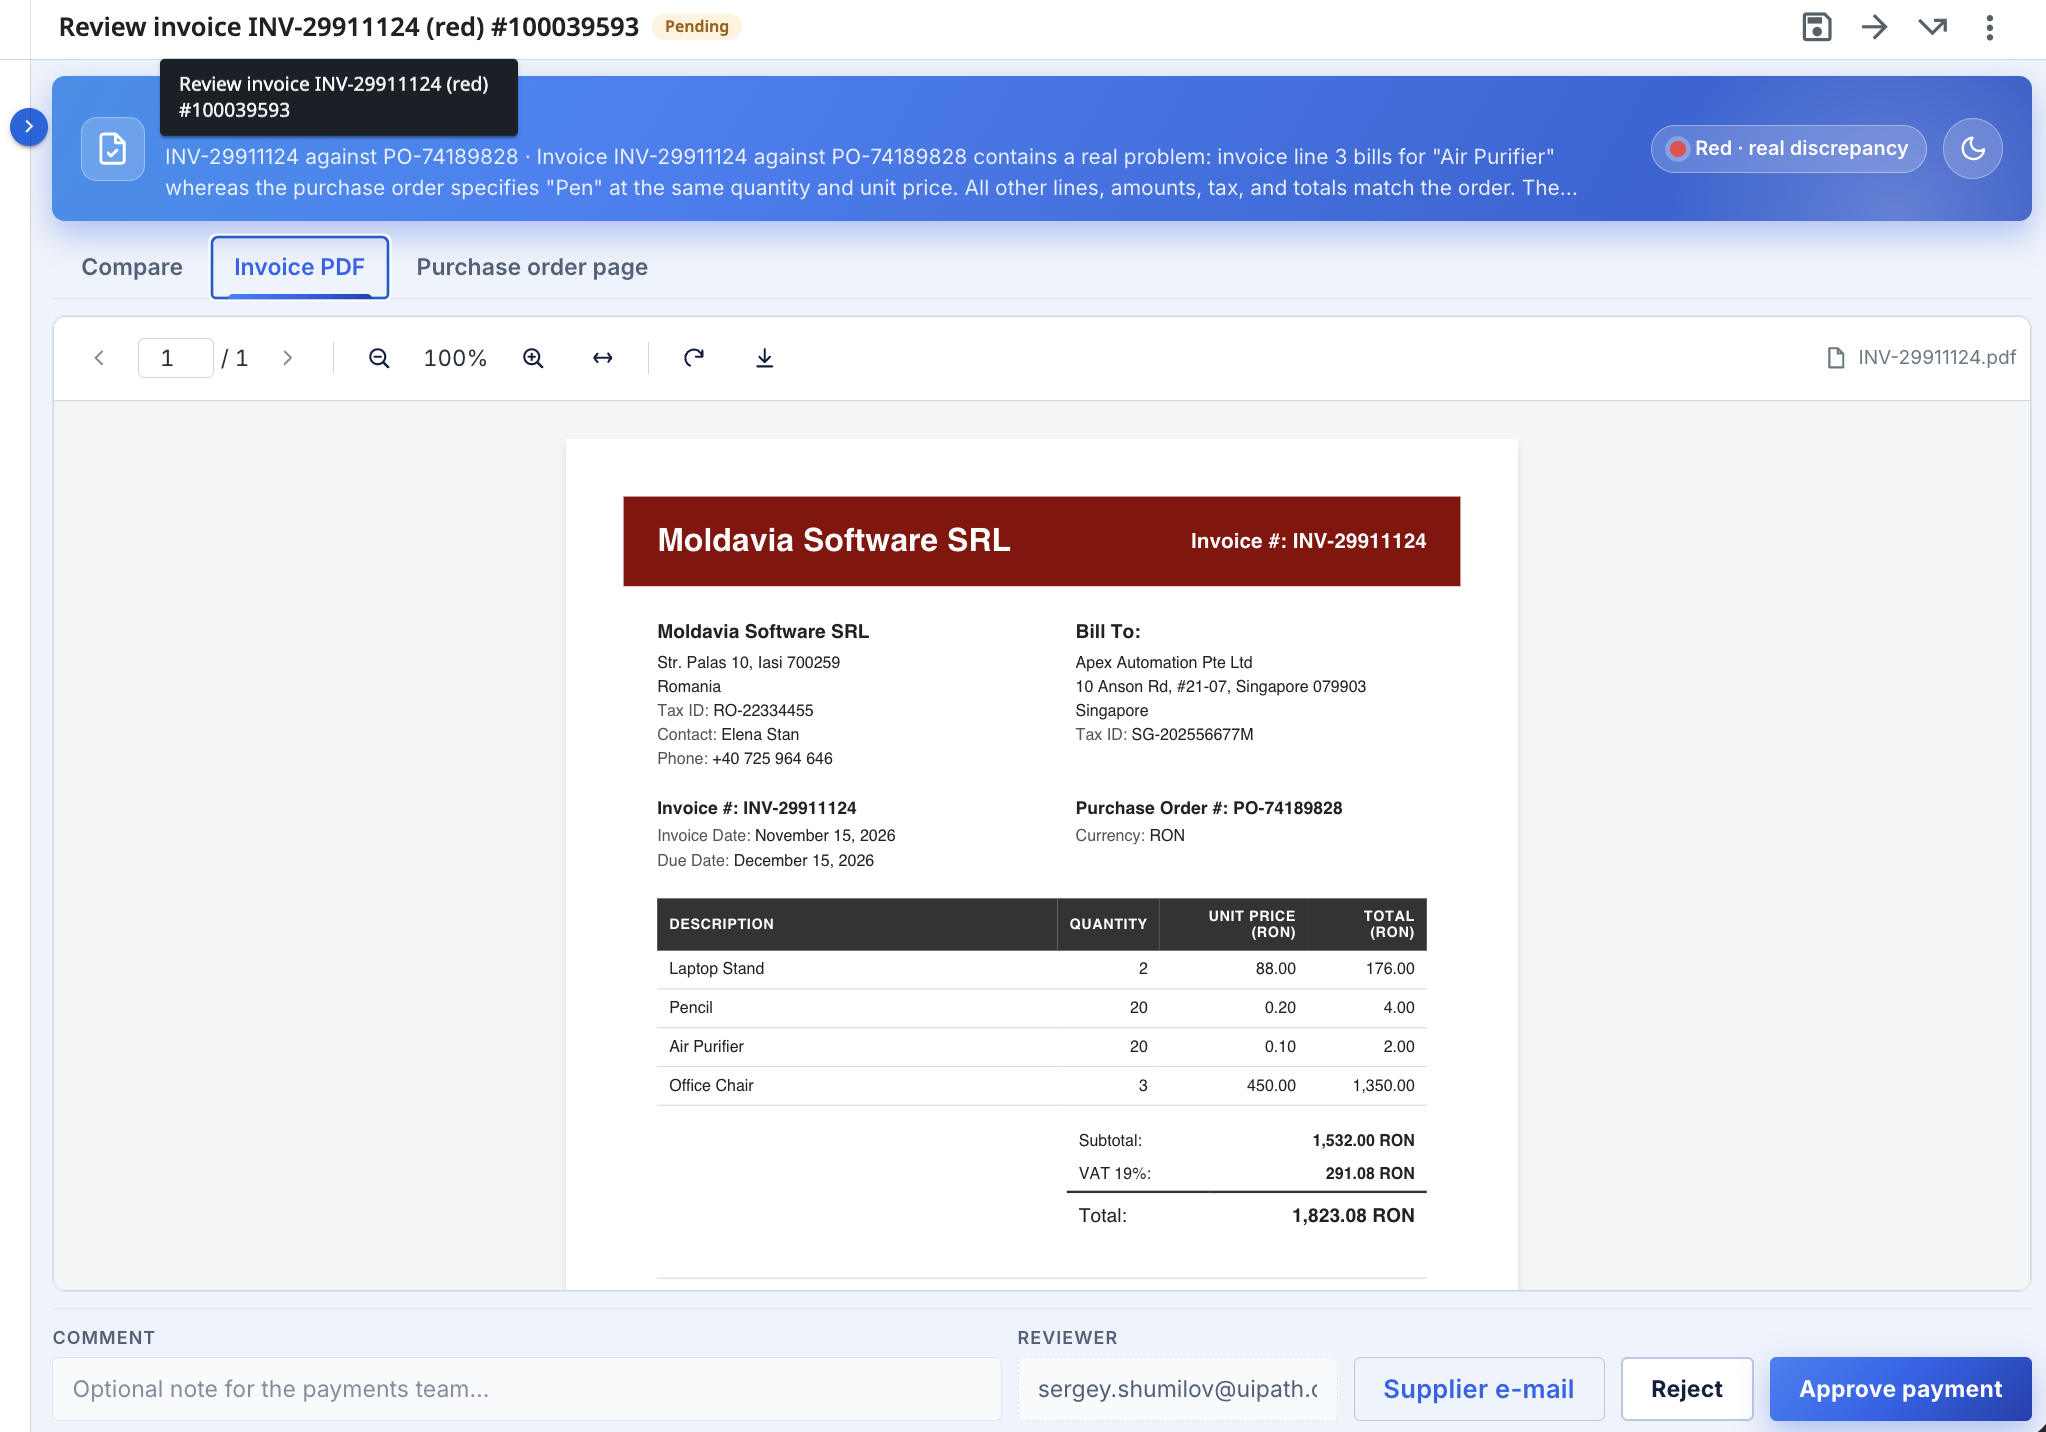 Review invoice INV-29911124 (red) #100039593 Pending
Review invoice INV-29911124 (red)
#100039593
INV-29911124 against PO-74189828 · Invoice INV-29911124 against PO-74189828 contains a real problem: invoice line 3 bills for "Air Purifier"
whereas the purchase order specifies "Pen" at the same quantity and unit price. All other lines, amounts, tax, and totals match the order. The...
Red · real discrepancy
Compare Invoice PDF Purchase order page
1 / 1 100% INV-29911124.pdf
Moldavia Software SRL Invoice #: INV-29911124
Moldavia Software SRL
Str. Palas 10, Iasi 700259
Romania
Tax ID: RO-22334455
Contact: Elena Stan
Phone: +40 725 964 646
Bill To:
Apex Automation Pte Ltd
10 Anson Rd, #21-07, Singapore 079903
Singapore
Tax ID: SG-202556677M
Invoice #: INV-29911124
Invoice Date: November 15, 2026
Due Date: December 15, 2026
Purchase Order #: PO-74189828
Currency: RON
DESCRIPTION QUANTITY UNIT PRICE (RON) TOTAL (RON)
Laptop Stand 2 88.00 176.00
Pencil 20 0.20 4.00
Air Purifier 20 0.10 2.00
Office Chair 3 450.00 1,350.00
Subtotal: 1,532.00 RON
VAT 19%: 291.08 RON
Total: 1,823.08 RON
COMMENT
Optional note for the payments team...
REVIEWER
sergey.shumilov@uipath.c
Supplier e-mail Reject Approve payment